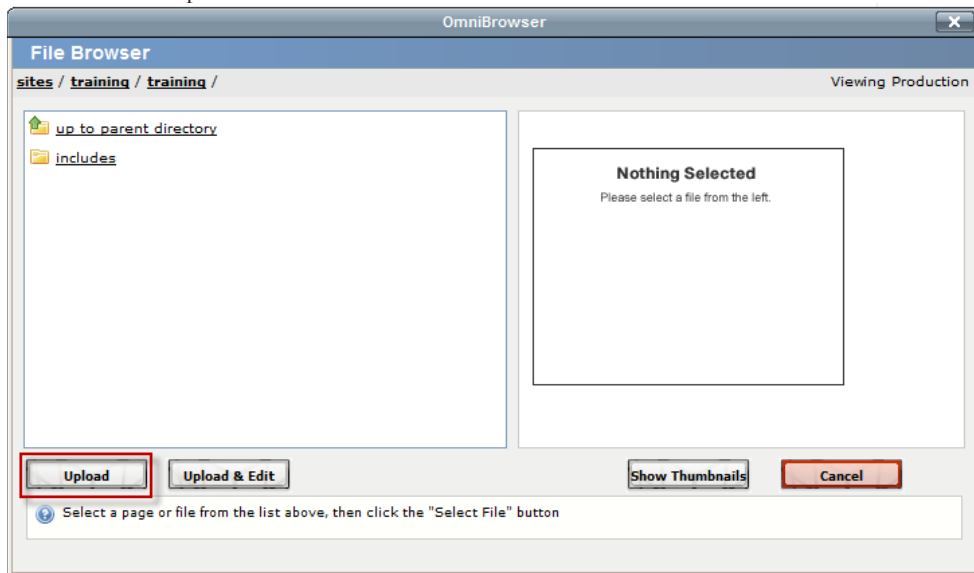 OmniBrowser
File Browser
sites / training / training /
Viewing Production
up to parent directory
includes
Nothing Selected
Please select a file from the left.
Upload
Upload & Edit
Show Thumbnails
Cancel
Select a page or file from the list above, then click the "Select File" button